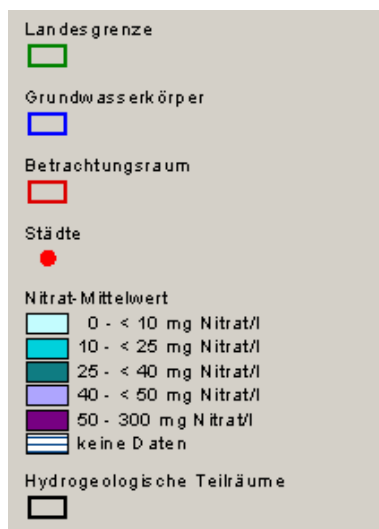 Landesgrenze
Grundwasserkörper
Betrachtungsraum
Städte
Nitrat-Mittelwert
0 - < 10 mg Nitrat/l
10 - < 25 mg Nitrat/l
25 - < 40 mg Nitrat/l
40 - < 50 mg Nitrat/l
50 - 300 mg Nitrat/l
keine Daten
Hydrogeologische Teilräume